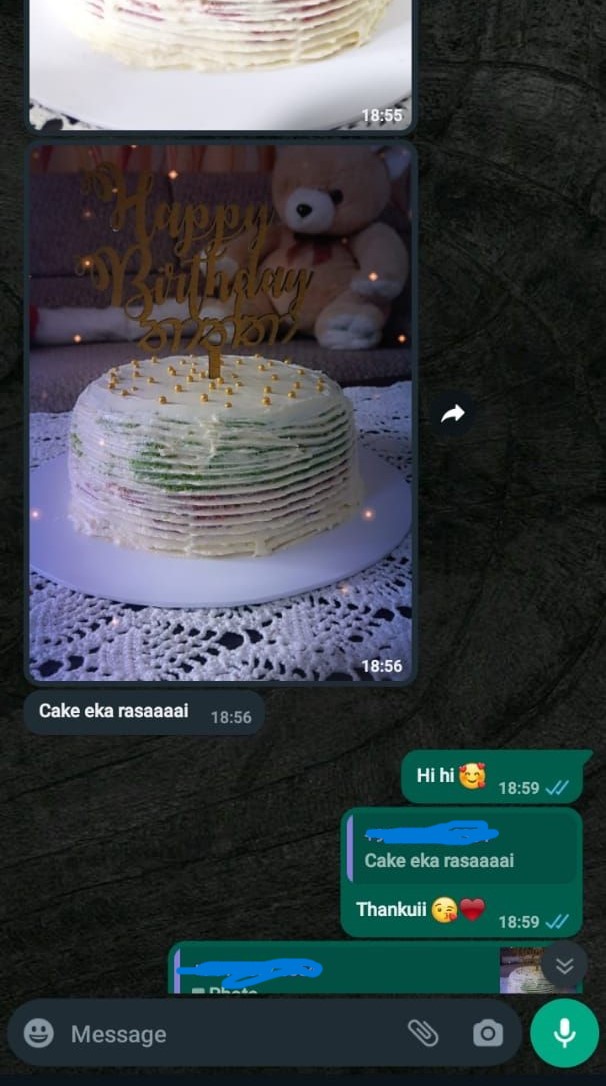 18:55
Happy
Birthday
18:56
Cake eka rasaaaai 18:56
Hi hi 🥰 18:59
Cake eka rasaaaai
Thankuii 😘♥️ 18:59
Photo
Message